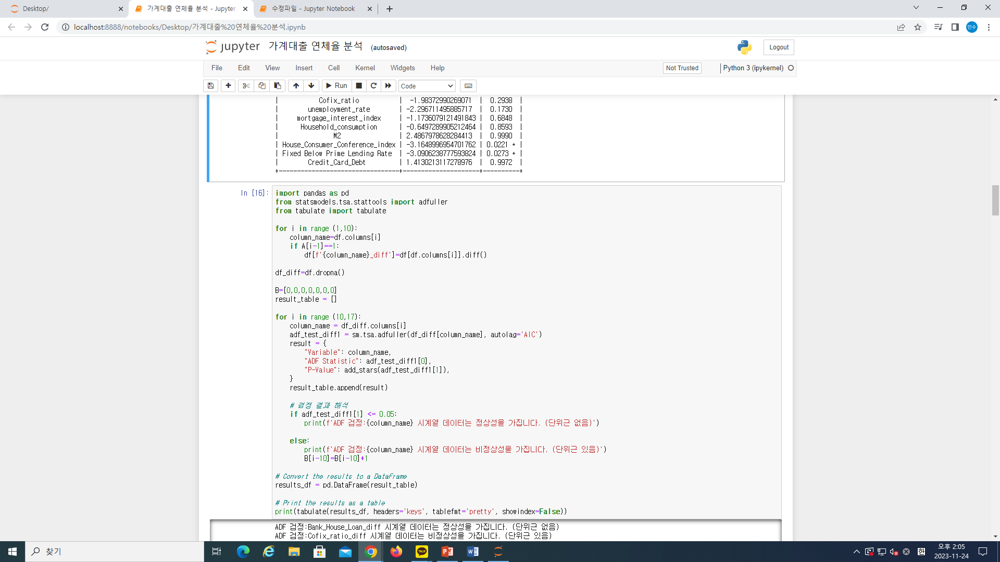 Desktop/
가계대출 연체율 분석 - Jupyter
수정파일 - Jupyter Notebook
localhost:8888/notebooks/Desktop/가계대출%20연체율%20분석.ipynb
민수
jupyter 가계대출 연체율 분석 (autosaved)
Logout
File Edit View Insert Cell Kernel Widgets Help
Not Trusted
Python 3 (ipykernel)
Run
Code
| Cofix_ratio | -1.98372990269071 | 0.2938 |
| unemployment_rate | -2.296711495885717 | 0.1730 |
| mortgage_interest_index | -1.1736079121491843 | 0.6848 |
| Household_consumption | -0.6497289905212464 | 0.8593 |
| M2 | 2.4867978628284413 | 0.9990 |
| House_Consumer_Conference_index | -3.1648996954701762 | 0.0221 * |
| Fixed Below Prime Lending Rate | -3.0906238777593824 | 0.0273 * |
| Credit_Card_Debt | 1.4130213117278976 | 0.9972 |
+---------------------------------+---------------------+----------+
In [16]:
import pandas as pd
from statsmodels.tsa.stattools import adfuller
from tabulate import tabulate
for i in range (1,10):
column_name=df.columns[i]
if A[i-1]==1:
df[f'{column_name}_diff']=df[df.columns[i]].diff()
df_diff=df.dropna()
B=[0,0,0,0,0,0,0]
result_table = []
for i in range (10,17):
column_name = df_diff.columns[i]
adf_test_diff1 = sm.tsa.adfuller(df_diff[column_name], autolag='AIC')
result = {
"Variable": column_name,
"ADF Statistic": adf_test_diff1[0],
"P-Value": add_stars(adf_test_diff1[1]),
}
result_table.append(result)
# 검정 결과 해석
if adf_test_diff1[1] <= 0.05:
print(f'ADF 검정:{column_name} 시계열 데이터는 정상성을 가집니다. (단위근 없음)')
else:
print(f'ADF 검정:{column_name} 시계열 데이터는 비정상성을 가집니다. (단위근 있음)')
B[i-10]=B[i-10]+1
# Convert the results to a DataFrame
results_df = pd.DataFrame(result_table)
# Print the results as a table
print(tabulate(results_df, headers='keys', tablefmt='pretty', showindex=False))
ADF 검정:Bank_House_Loan_diff 시계열 데이터는 정상성을 가집니다. (단위근 없음)
ADF 검정:Cofix_ratio_diff 시계열 데이터는 비정상성을 가집니다. (단위근 있음)
찾기
TALK
한
오후 2:05
2023-11-24